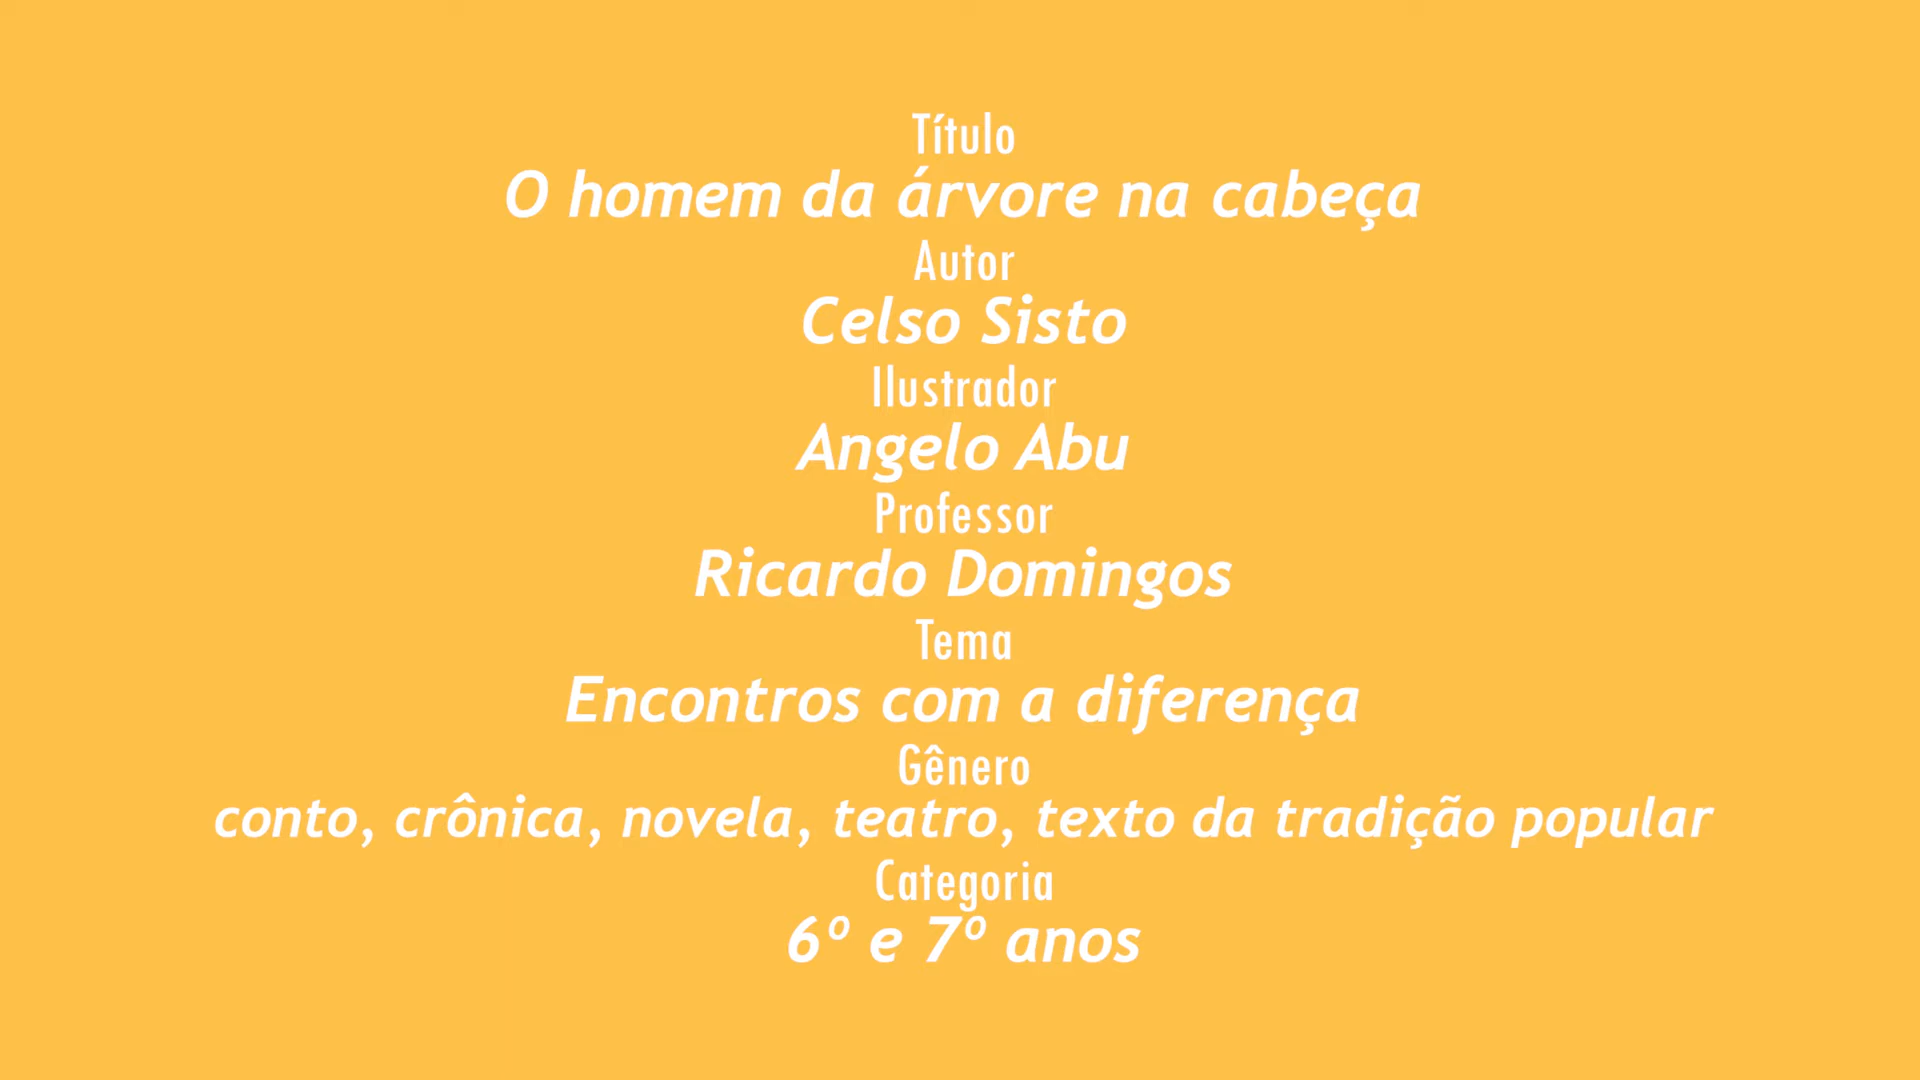 Título
O homem da árvore na cabeça
Autor
Celso Sisto
Ilustrador
Angelo Abu
Professor
Ricardo Domingos
Tema
Encontros com a diferença
Gênero
conto, crônica, novela, teatro, texto da tradição popular
Categoria
6º e 7º anos